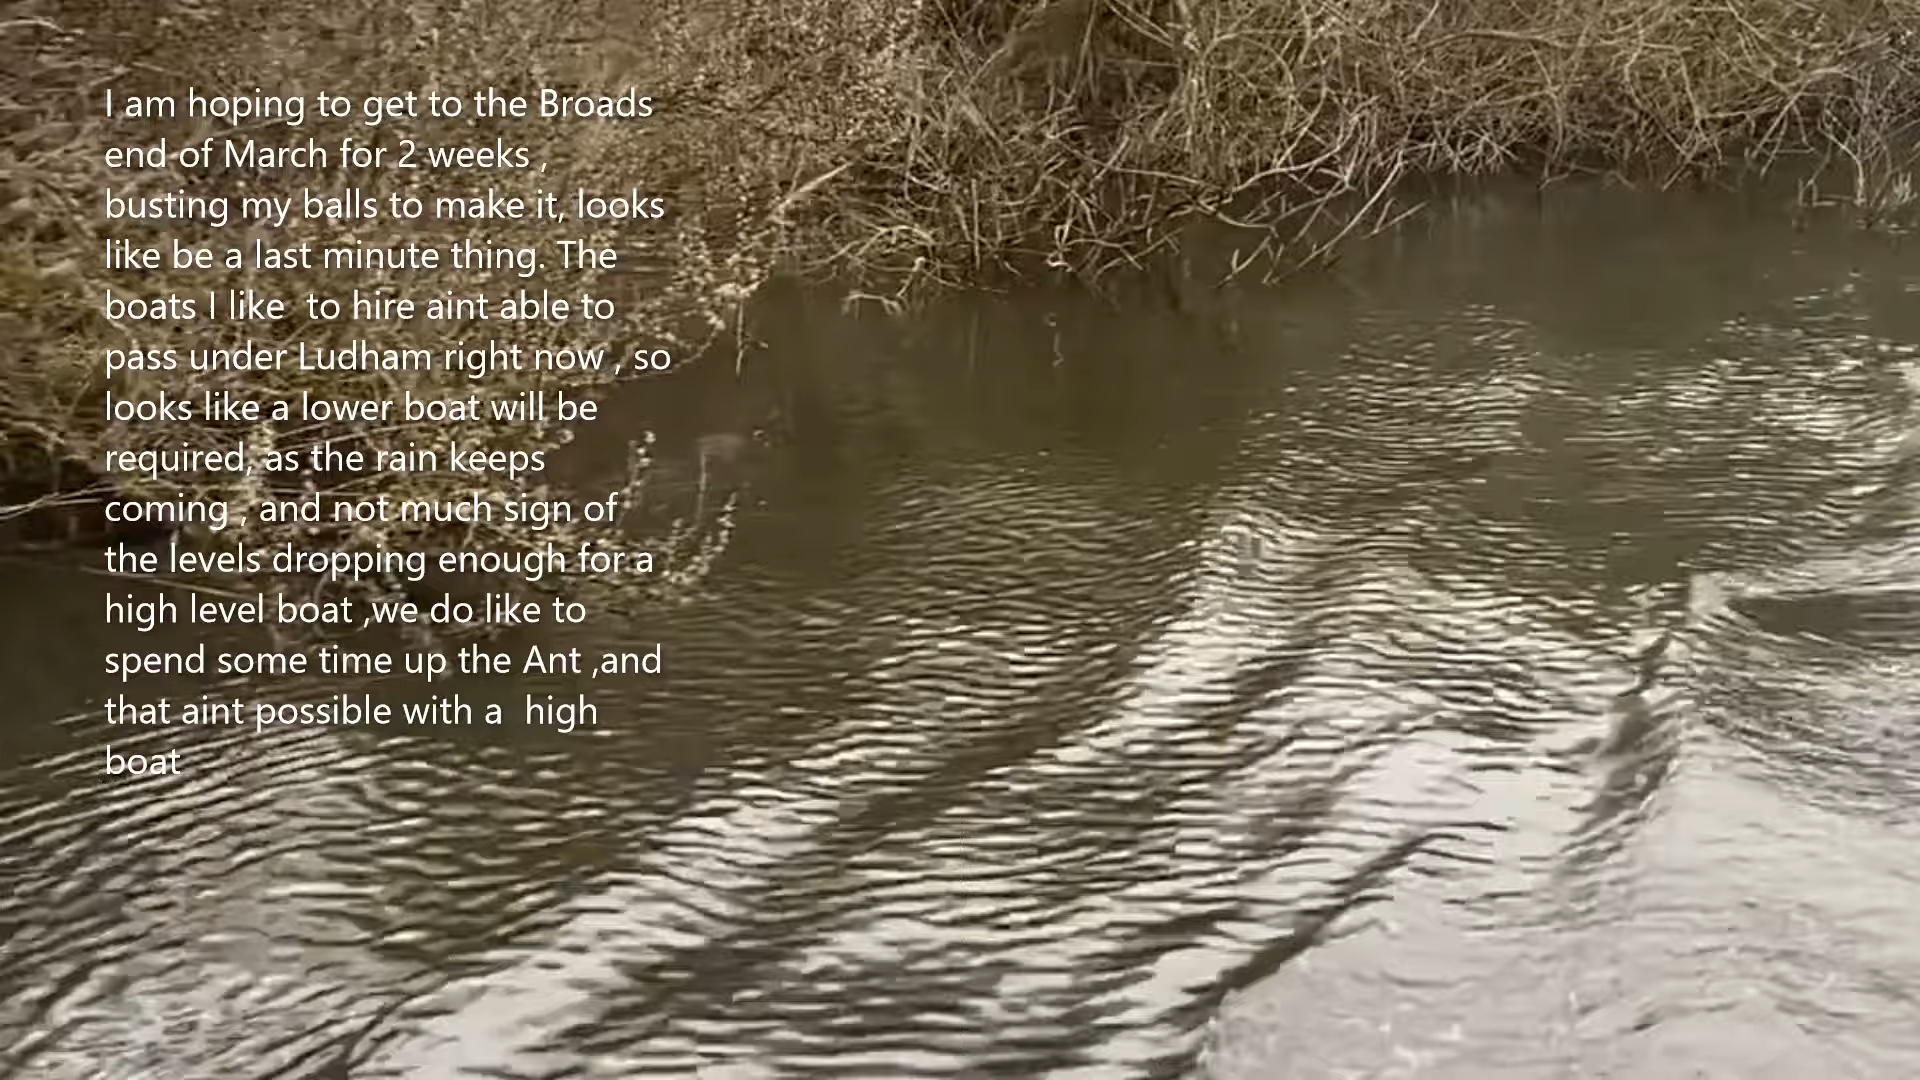 I am hoping to get to the Broads
end of March for 2 weeks ,
busting my balls to make it, looks
like be a last minute thing. The
boats I like  to hire aint able to
pass under Ludham right now , so
looks like a lower boat will be
required, as the rain keeps
coming , and not much sign of
the levels dropping enough for a
high level boat ,we do like to
spend some time up the Ant ,and
that aint possible with a  high
boat